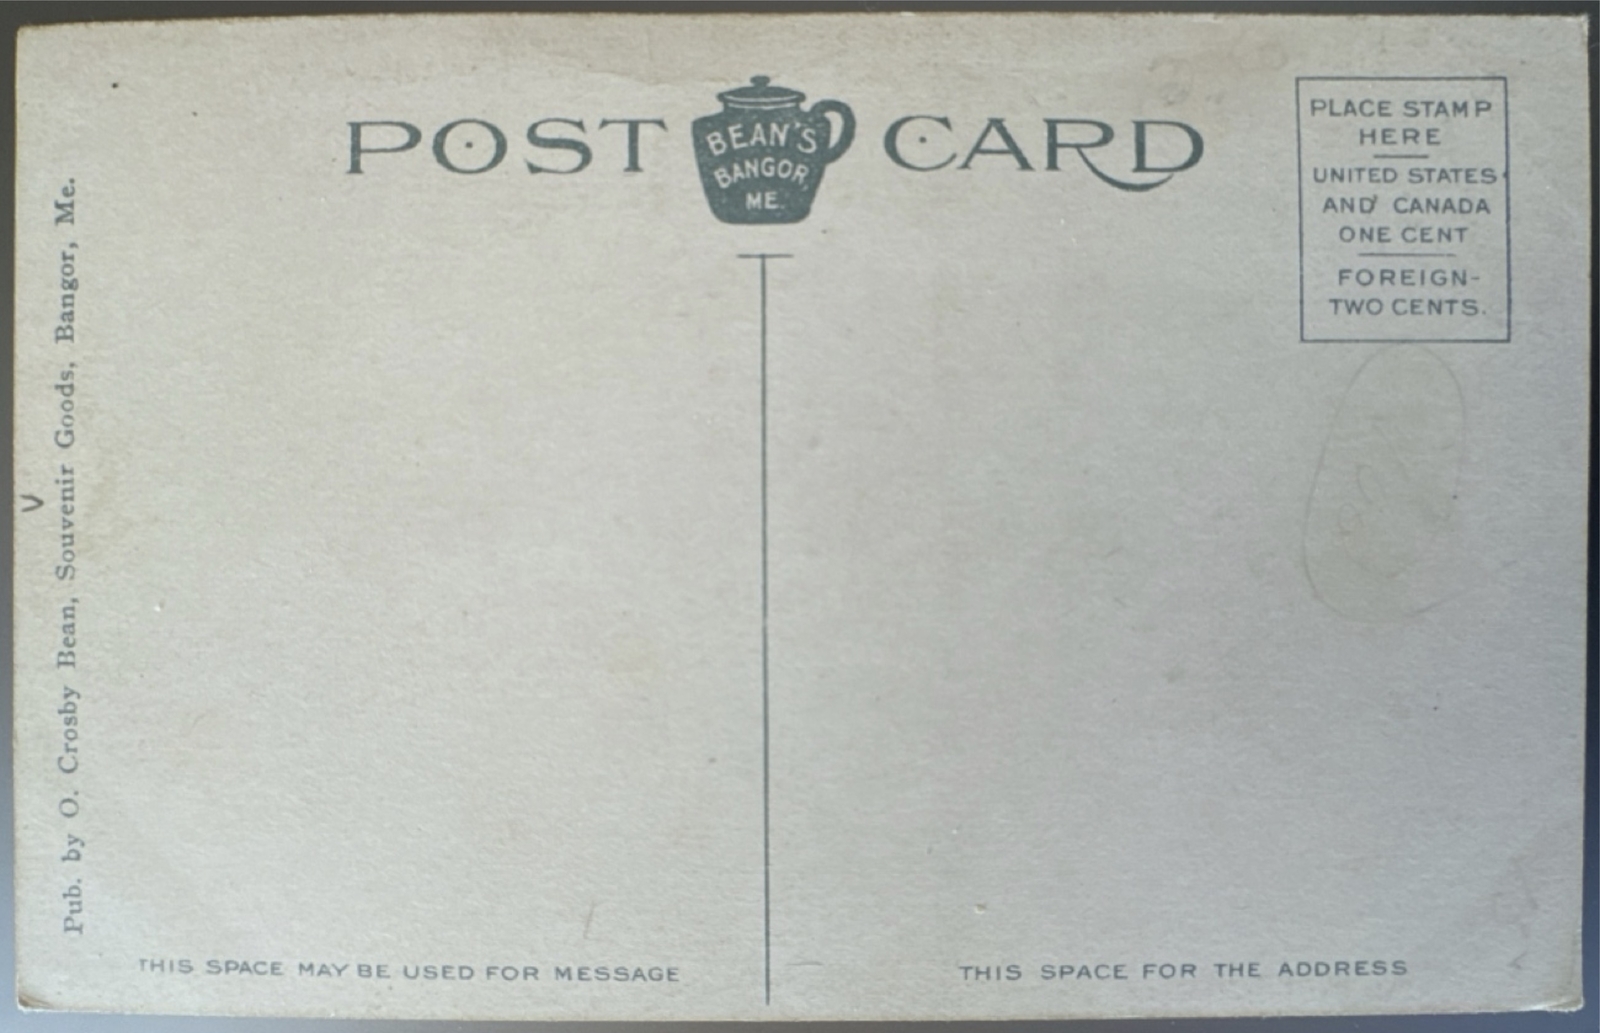 POST CARD
BEAN'S
BANGOR,
ME.
PLACE STAMP
HERE
UNITED STATES
AND CANADA
ONE CENT
FOREIGN-
TWO CENTS.
Pub. by O. Crosby Bean, Souvenir Goods, Bangor, Me.
THIS SPACE MAY BE USED FOR MESSAGE
THIS SPACE FOR THE ADDRESS